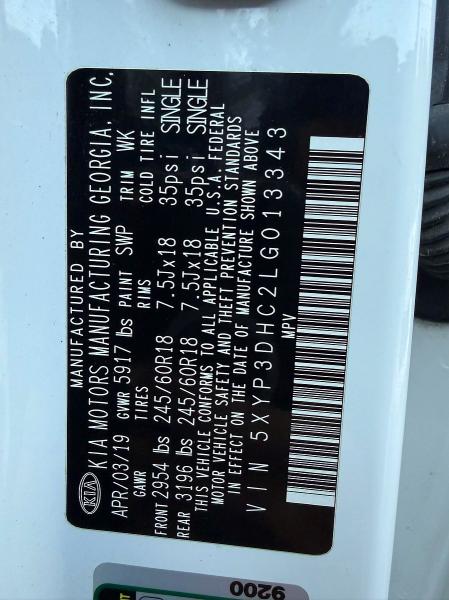 MANUFACTURED BY
KIA KIA MOTORS MANUFACTURING GEORGIA, INC.
APR/03/19 GVWR 5917 lbs PAINT SWP TRIM WK
GAWR TIRES RIMS COLD TIRE INFL
FRONT 2954 lbs 245/60R18 7.5Jx18 35psi SINGLE
REAR 3196 lbs 245/60R18 7.5Jx18 35psi SINGLE
THIS VEHICLE CONFORMS TO ALL APPLICABLE U.S.A. FEDERAL
MOTOR VEHICLE SAFETY AND THEFT PREVENTION STANDARDS
IN EFFECT ON THE DATE OF MANUFACTURE SHOWN ABOVE
VIN 5XYP3DHC2LG013343
MPV
9200